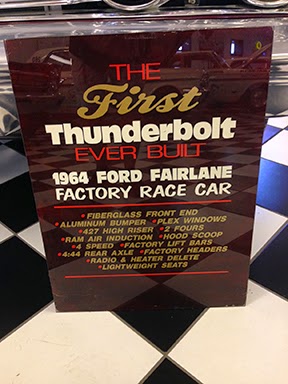 THE
First
Thunderbolt
EVER BUILT
1964 FORD FAIRLANE
FACTORY RACE CAR
•FIBERGLASS FRONT END
•ALUMINUM BUMPER •PLEX WINDOWS
•427 HIGH RISER •2 FOURS
•RAM AIR INDUCTION •HOOD SCOOP
•4 SPEED •FACTORY LIFT BARS
•4:44 REAR AXLE •FACTORY HEADERS
•RADIO & HEATER DELETE
•LIGHTWEIGHT SEATS